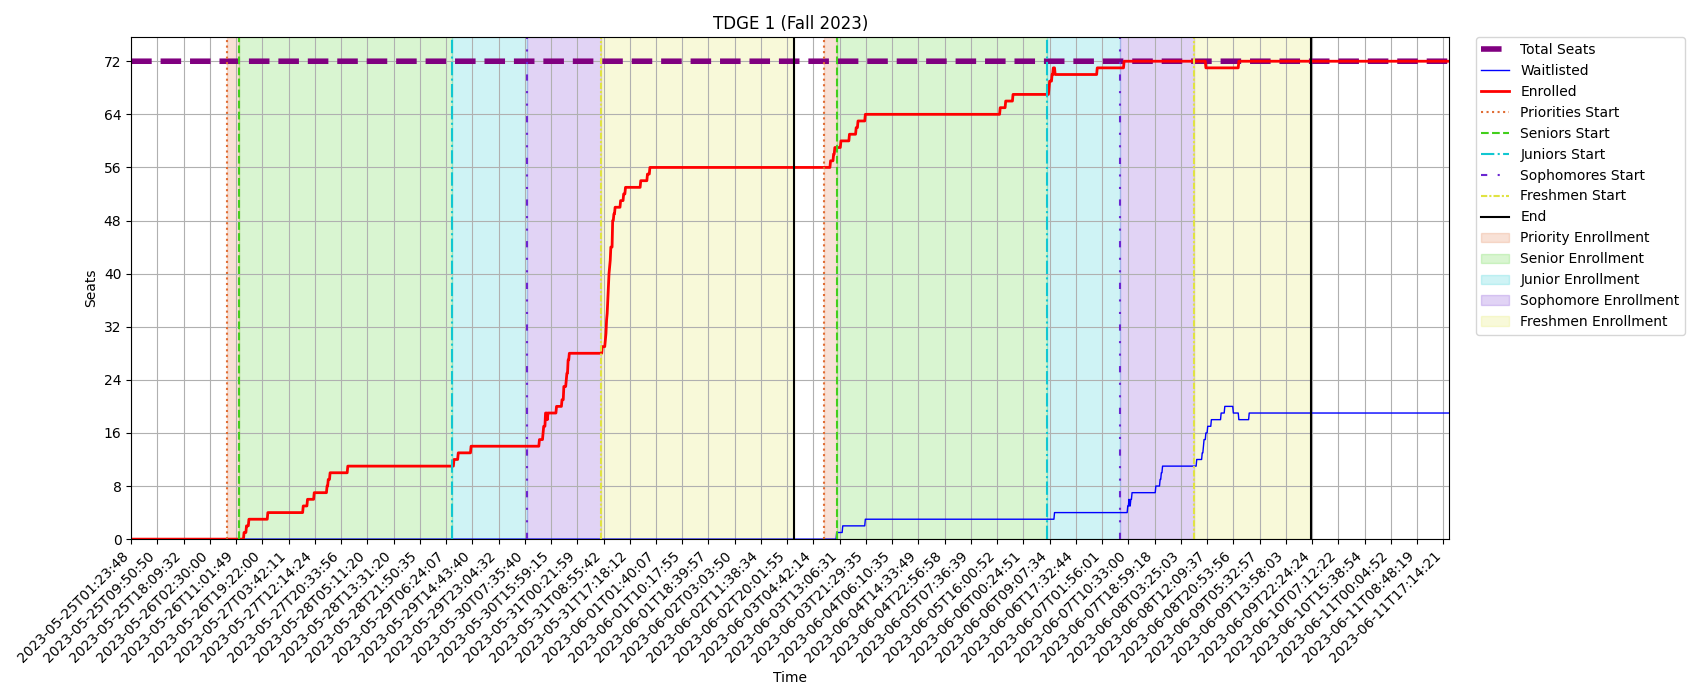 TDGE 1 (Fall 2023)
Total Seats
Waitlisted
Enrolled
Priorities Start
Seniors Start
Juniors Start
Sophomores Start
Freshmen Start
End
Priority Enrollment
Senior Enrollment
Junior Enrollment
Sophomore Enrollment
Freshmen Enrollment
Seats
72
64
56
48
40
32
24
16
8
0
2023-05-25T01:23:48
2023-05-25T09:50:50
2023-05-25T18:09:32
2023-05-26T02:30:00
2023-05-26T11:01:49
2023-05-26T19:22:00
2023-05-27T03:42:11
2023-05-27T12:14:24
2023-05-27T20:33:56
2023-05-28T05:11:20
2023-05-28T13:31:20
2023-05-28T21:50:35
2023-05-29T06:24:07
2023-05-29T14:43:40
2023-05-29T23:04:32
2023-05-30T07:35:40
2023-05-30T15:59:15
2023-05-31T00:21:59
2023-05-31T08:55:42
2023-05-31T17:18:12
2023-06-01T01:40:07
2023-06-01T10:17:55
2023-06-01T18:39:57
2023-06-02T03:03:50
2023-06-02T11:38:34
2023-06-02T20:01:55
2023-06-03T04:42:14
2023-06-03T13:06:31
2023-06-03T21:29:35
2023-06-04T06:10:35
2023-06-04T14:33:49
2023-06-04T22:56:58
2023-06-05T07:36:39
2023-06-05T16:00:52
2023-06-06T00:24:51
2023-06-06T09:07:34
2023-06-06T17:32:44
2023-06-07T01:56:01
2023-06-07T10:33:00
2023-06-07T18:59:18
2023-06-08T03:25:03
2023-06-08T12:09:37
2023-06-08T20:53:56
2023-06-09T05:32:57
2023-06-09T13:58:03
2023-06-09T22:24:24
2023-06-10T07:12:22
2023-06-10T15:38:54
2023-06-11T00:04:52
2023-06-11T08:48:19
2023-06-11T17:14:21
Time